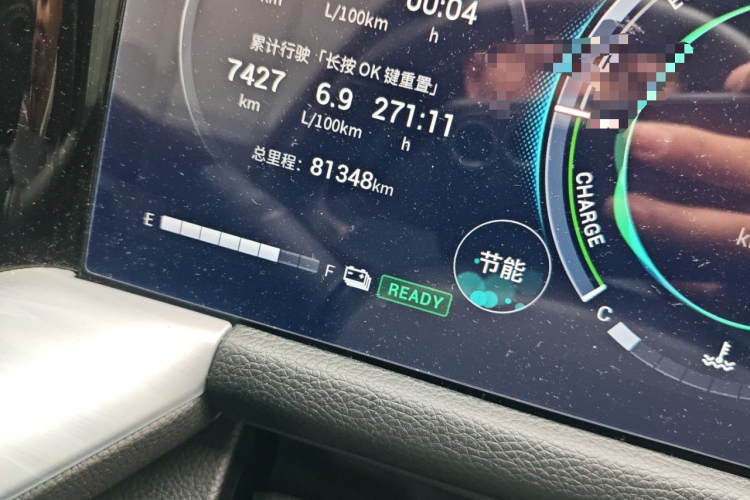 km L/100km 00:04
h
累计行驶「长按 OK 键重置」
7427 6.9 271:11
km L/100km h
总里程: 81348km
E F READY
节能
CHARGE
C